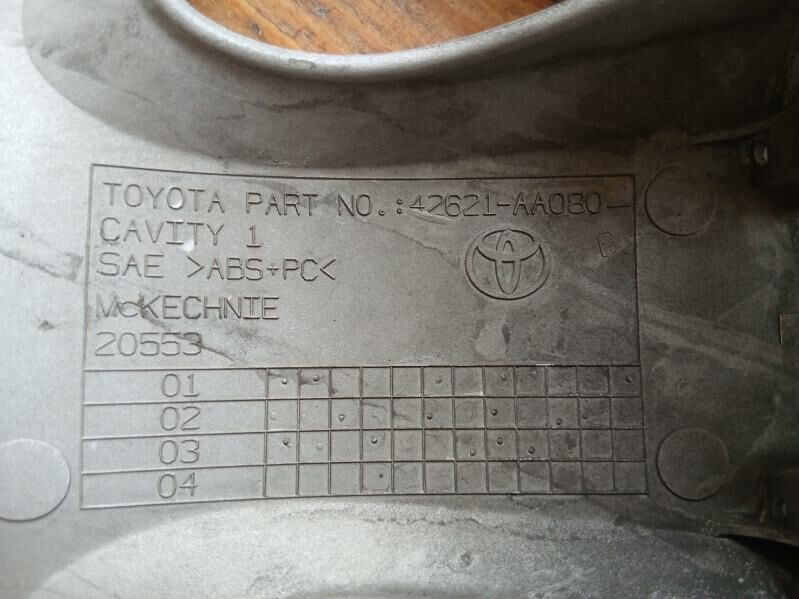 TOYOTA PART NO.:42621-AA080-
CAVITY 1
SAE >ABS+PC<
B
McKECHNIE
20553
01
02
03
04